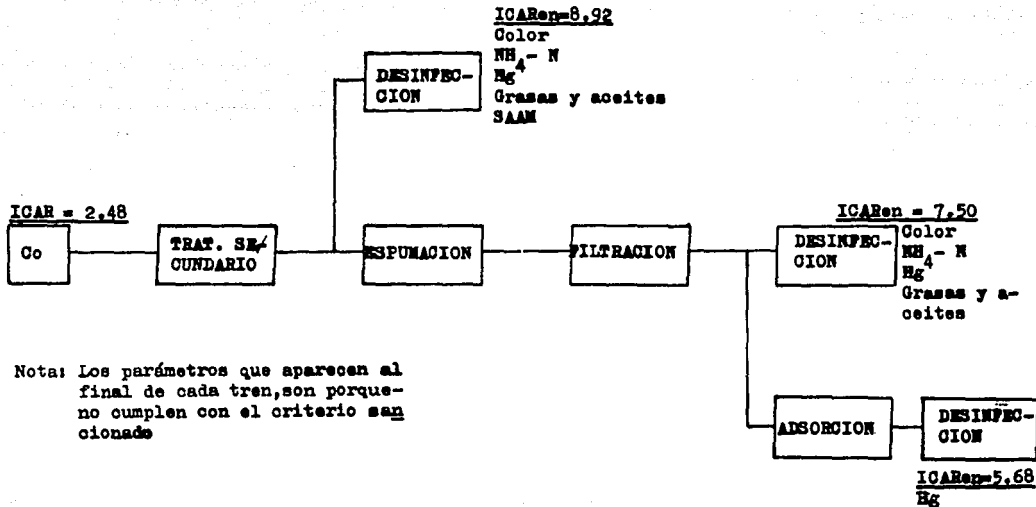 ICARen=8.92
Color
NH4- N
Hg
Grasas y aceites
SAAM
DESINFEC-
CION
ICAR = 2.48
Co
TRAT. SE/
CUNDARIO
ESPUMACION
FILTRACION
DESINFEC-
CION
ICARen = 7.50
Color
NH4- N
Hg
Grasas y a-
ceites
Nota: Los parámetros que aparecen al
final de cada tren,son porque-
no cumplen con el criterio san
cionado
ADSORCION
DESINFEC-
CION
ICARen=5.68
Hg